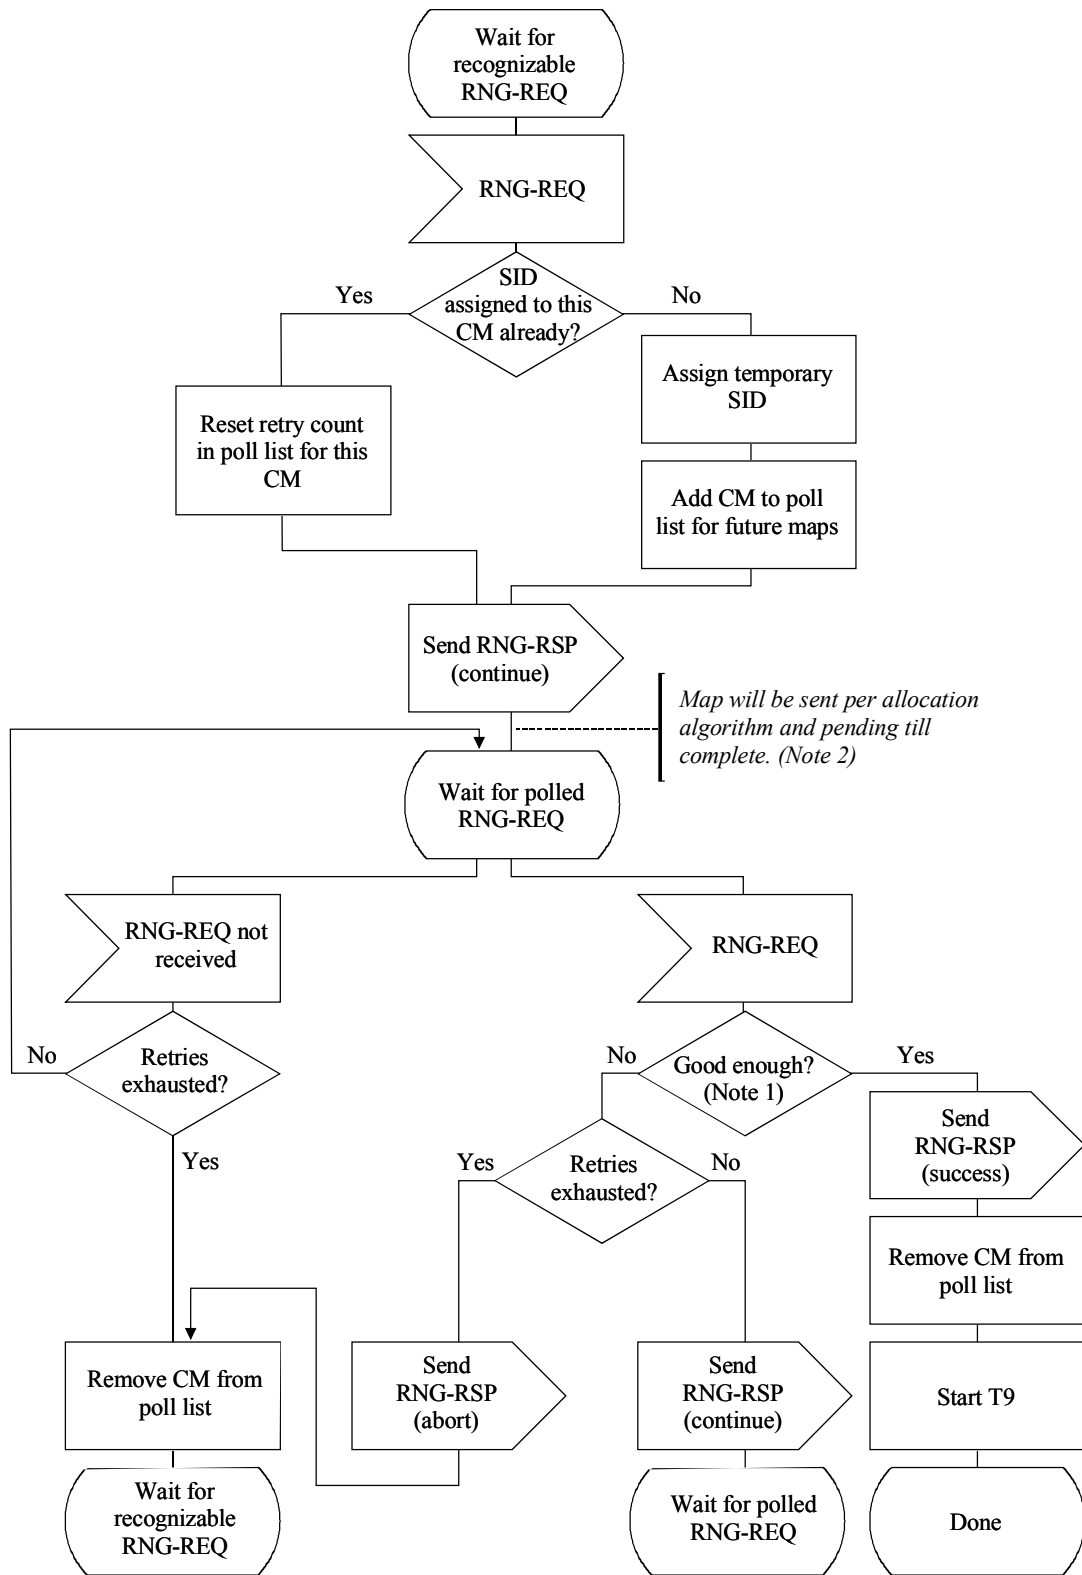 Wait for
recognizable
RNG-REQ
RNG-REQ
SID
assigned to this
CM already?
Yes
No
Assign temporary
SID
Reset retry count
in poll list for this
CM
Add CM to poll
list for future maps
Send RNG-RSP
(continue)
Map will be sent per allocation
algorithm and pending till
complete. (Note 2)
Wait for polled
RNG-REQ
RNG-REQ not
received
RNG-REQ
No
Retries
exhausted?
Yes
No
Good enough?
(Note 1)
Yes
Send
RNG-RSP
(success)
Yes
Retries
exhausted?
No
Remove CM from
poll list
Remove CM from
poll list
Send
RNG-RSP
(abort)
Send
RNG-RSP
(continue)
Start T9
Wait for
recognizable
RNG-REQ
Wait for polled
RNG-REQ
Done